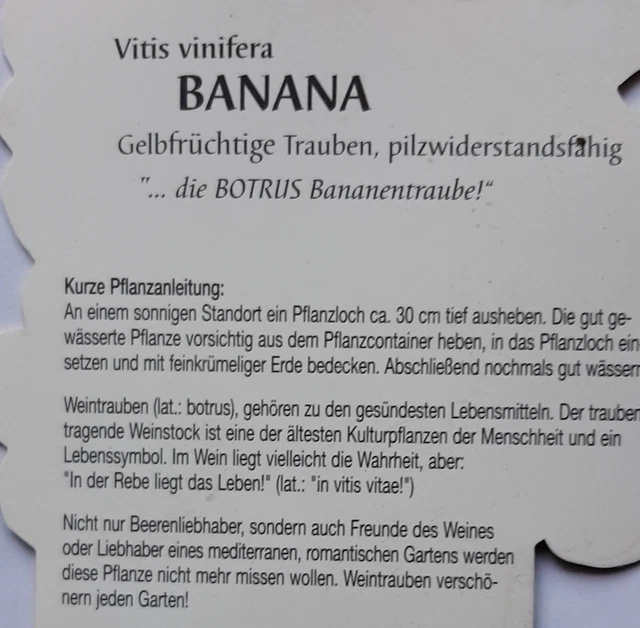 Vitis vinifera
BANANA
Gelbfrüchtige Trauben, pilzwiderstandsfähig
"... die BOTRUS Bananentraube!“
Kurze Pflanzanleitung:
An einem sonnigen Standort ein Pflanzloch ca. 30 cm tief ausheben. Die gut ge-
wässerte Pflanze vorsichtig aus dem Pflanzcontainer heben, in das Pflanzloch ein-
setzen und mit feinkrümeliger Erde bedecken. Abschließend nochmals gut wässern
Weintrauben (lat.: botrus), gehören zu den gesündesten Lebensmitteln. Der trauben
tragende Weinstock ist eine der ältesten Kulturpflanzen der Menschheit und ein
Lebenssymbol. Im Wein liegt vielleicht die Wahrheit, aber:
"In der Rebe liegt das Leben!" (lat.: "in vitis vitae!")
Nicht nur Beerenliebhaber, sondern auch Freunde des Weines
oder Liebhaber eines mediterranen, romantischen Gartens werden
diese Pflanze nicht mehr missen wollen. Weintrauben verschö-
nern jeden Garten!